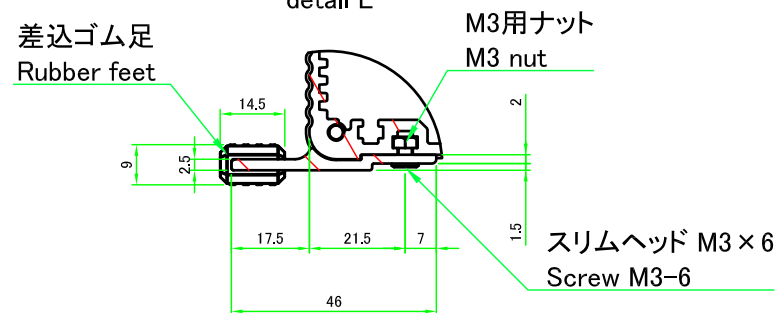 detail E
差込ゴム足
Rubber feet
M3用ナット
M3 nut
14.5
2
9
2.5
1.5
17.5
21.5
7
46
スリムヘッド M3×6
Screw M3-6